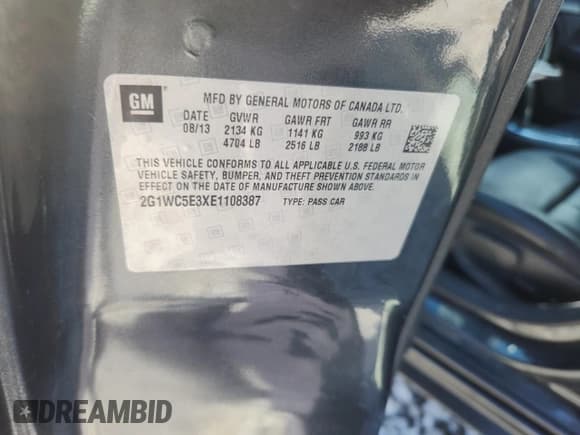 GM
MFD BY GENERAL MOTORS OF CANADA LTD.
DATE GVWR GAWR FRT GAWR RR
08/13 2134 KG 1141 KG 993 KG
4704 LB 2516 LB 2188 LB
THIS VEHICLE CONFORMS TO ALL APPLICABLE U.S. FEDERAL MOTOR
VEHICLE SAFETY, BUMPER, AND THEFT PREVENTION STANDARDS
IN EFFECT ON THE DATE OF MANUFACTURE SHOWN ABOVE.
2G1WC5E3XE1108387 TYPE: PASS CAR
DREAMBID